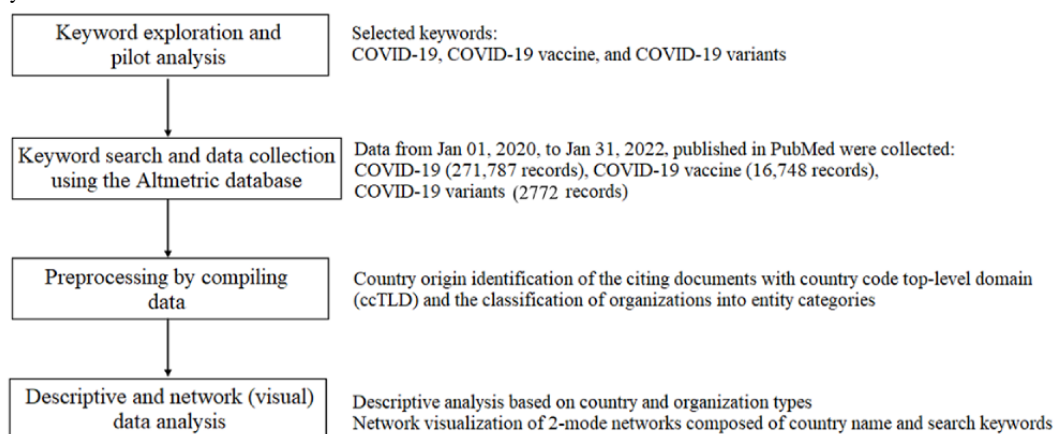 Keyword exploration and
pilot analysis
Selected keywords:
COVID-19, COVID-19 vaccine, and COVID-19 variants
Keyword search and data collection
using the Altmetric database
Data from Jan 01, 2020, to Jan 31, 2022, published in PubMed were collected:
COVID-19 (271,787 records), COVID-19 vaccine (16,748 records),
COVID-19 variants (2772 records)
Preprocessing by compiling
data
Country origin identification of the citing documents with country code top-level domain
(ccTLD) and the classification of organizations into entity categories
Descriptive and network (visual)
data analysis
Descriptive analysis based on country and organization types
Network visualization of 2-mode networks composed of country name and search keywords